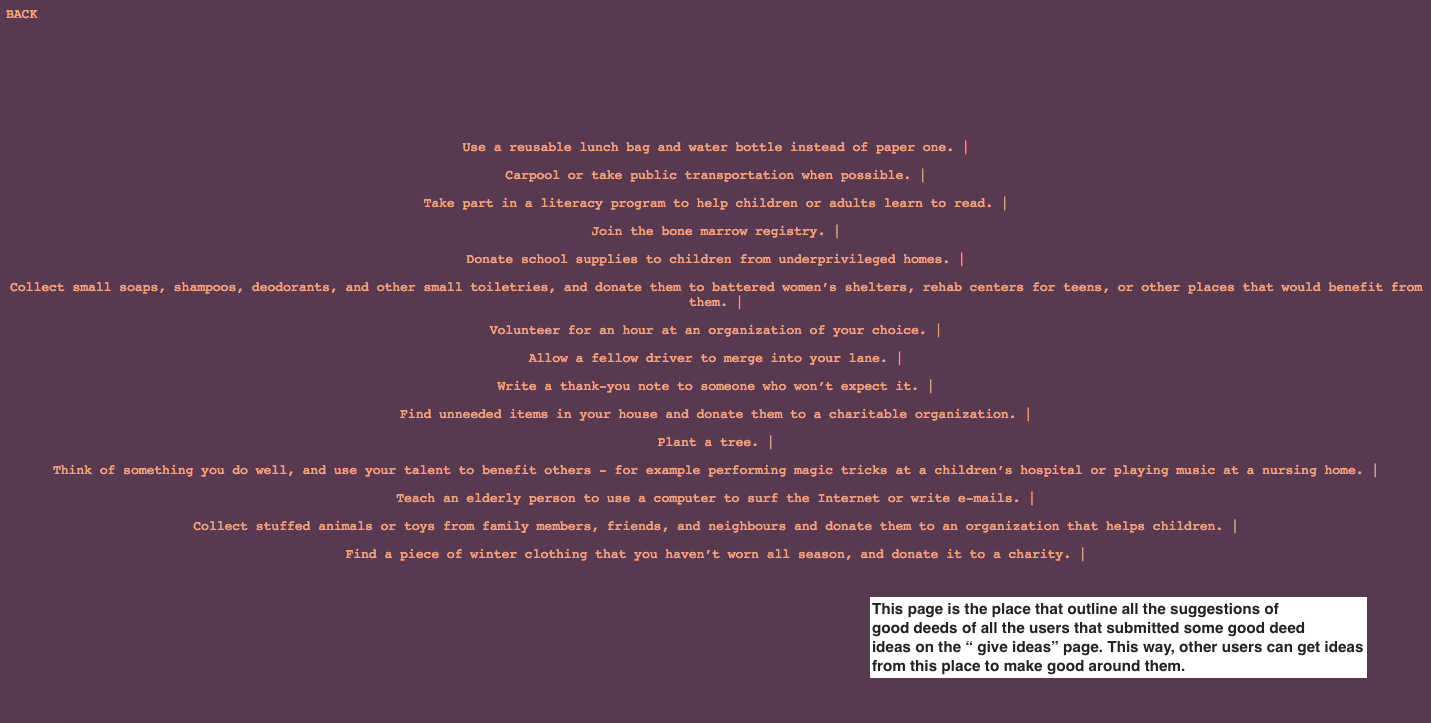 BACK
Use a reusable lunch bag and water bottle instead of paper one. |
Carpool or take public transportation when possible. |
Take part in a literacy program to help children or adults learn to read. |
Join the bone marrow registry. |
Donate school supplies to children from underprivileged homes. |
Collect small soaps, shampoos, deodorants, and other small toiletries, and donate them to battered women’s shelters, rehab centers for teens, or other places that would benefit from
them. |
Volunteer for an hour at an organization of your choice. |
Allow a fellow driver to merge into your lane. |
Write a thank-you note to someone who won’t expect it. |
Find unneeded items in your house and donate them to a charitable organization. |
Plant a tree. |
Think of something you do well, and use your talent to benefit others - for example performing magic tricks at a children’s hospital or playing music at a nursing home. |
Teach an elderly person to use a computer to surf the Internet or write e-mails. |
Collect stuffed animals or toys from family members, friends, and neighbours and donate them to an organization that helps children. |
Find a piece of winter clothing that you haven’t worn all season, and donate it to a charity. |
This page is the place that outline all the suggestions of
good deeds of all the users that submitted some good deed
ideas on the “ give ideas” page. This way, other users can get ideas
from this place to make good around them.